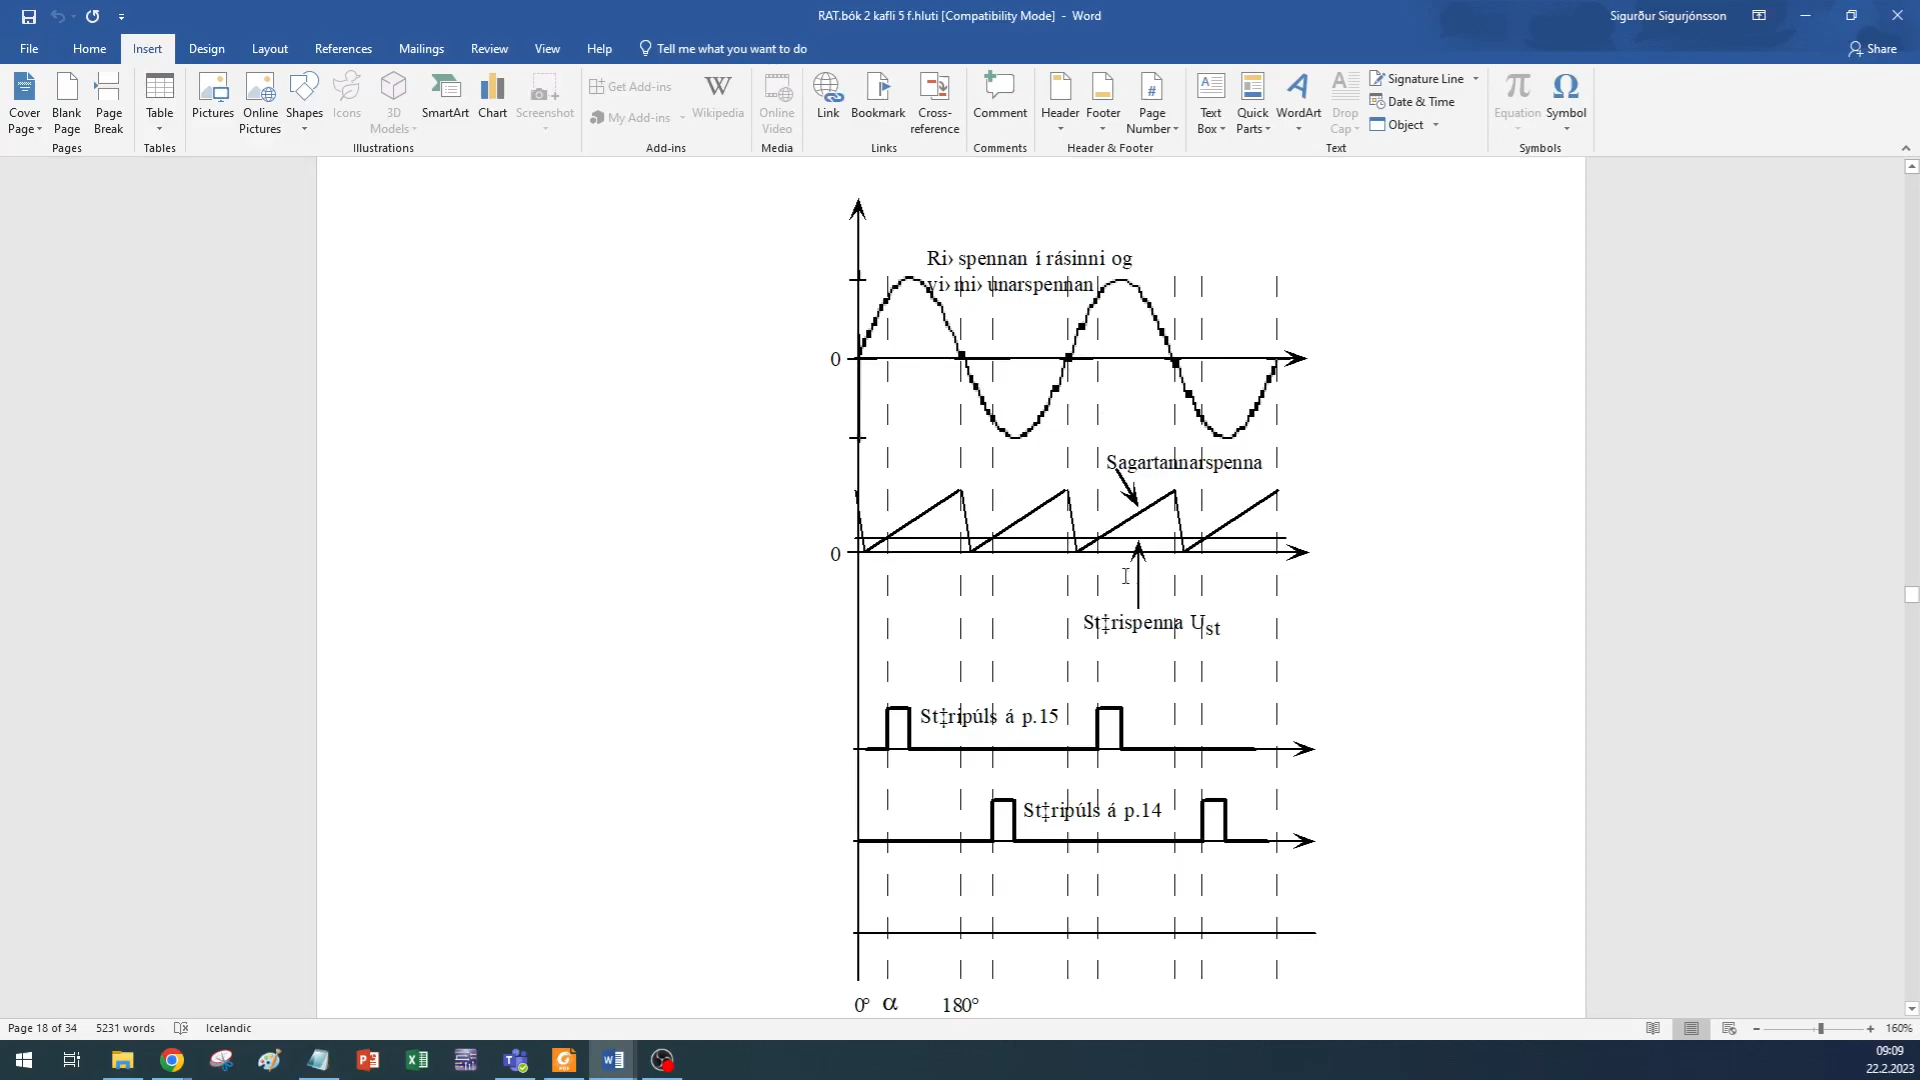 RAT.bók 2 kafli 5 f.hluti [Compatibility Mode] - Word
Sigurður Sigurjónsson
File Home Insert Design Layout References Mailings Review View Help Tell me what you want to do
Share
Cover Page
Blank Page
Page Break
Pages
Table
Tables
Pictures
Online Pictures
Shapes
Icons
3D Models
SmartArt
Chart
Screenshot
Illustrations
Get Add-ins
My Add-ins
Wikipedia
Add-ins
Online Video
Media
Link
Bookmark
Cross-reference
Links
Comment
Comments
Header
Footer
Page Number
Header & Footer
Text Box
Quick Parts
WordArt
Drop Cap
Signature Line
Date & Time
Object
Text
Equation
Symbol
Symbols
Ri› spennan í rásinni og
vi› mi› unarspennan
0
Sagartannarspenna
0
St‡rispenna Ust
St‡ripúls á p.15
St‡ripúls á p.14
0° α 180°
Page 18 of 34 5231 words Icelandic
160%
09:09
22.2.2023